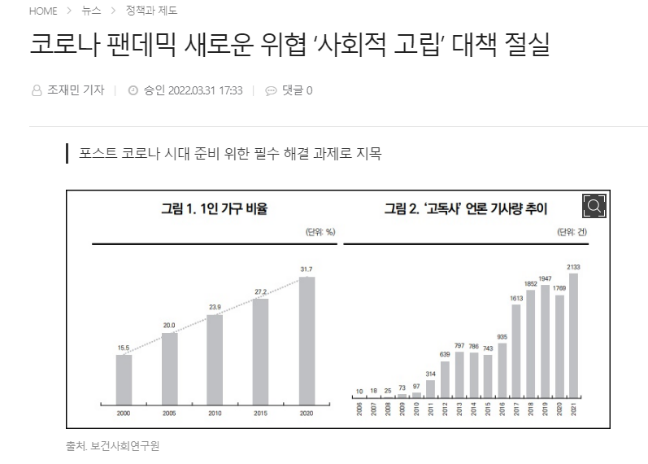 HOME > 뉴스 > 정책과 제도
코로나 팬데믹 새로운 위협 '사회적 고립' 대책 절실
조재민 기자 | 승인 2022.03.31 17:33 | 댓글 0
포스트 코로나 시대 준비 위한 필수 해결 과제로 지목
그림 1. 1인 가구 비율
(단위: %)
15.5 20.0 23.9 27.2 31.7
2000 2005 2010 2015 2020
그림 2. '고독사' 언론 기사량 추이
(단위: 건)
10 18 25 73 97 314 639 797 786 743 935 1613 1852 1947 1769 2133
2006 2007 2008 2009 2010 2011 2012 2013 2014 2015 2016 2017 2018 2019 2020 2021
출처. 보건사회연구원